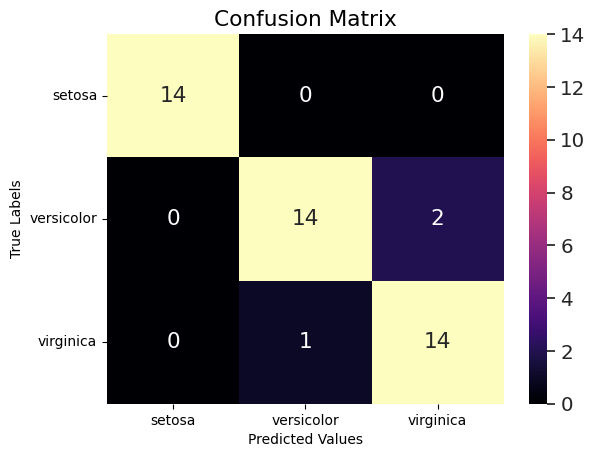 Confusion Matrix
True Labels
setosa
14 0 0
versicolor
0 14 2
virginica
0 1 14
setosa versicolor virginica
Predicted Values
14
12
10
8
6
4
2
0